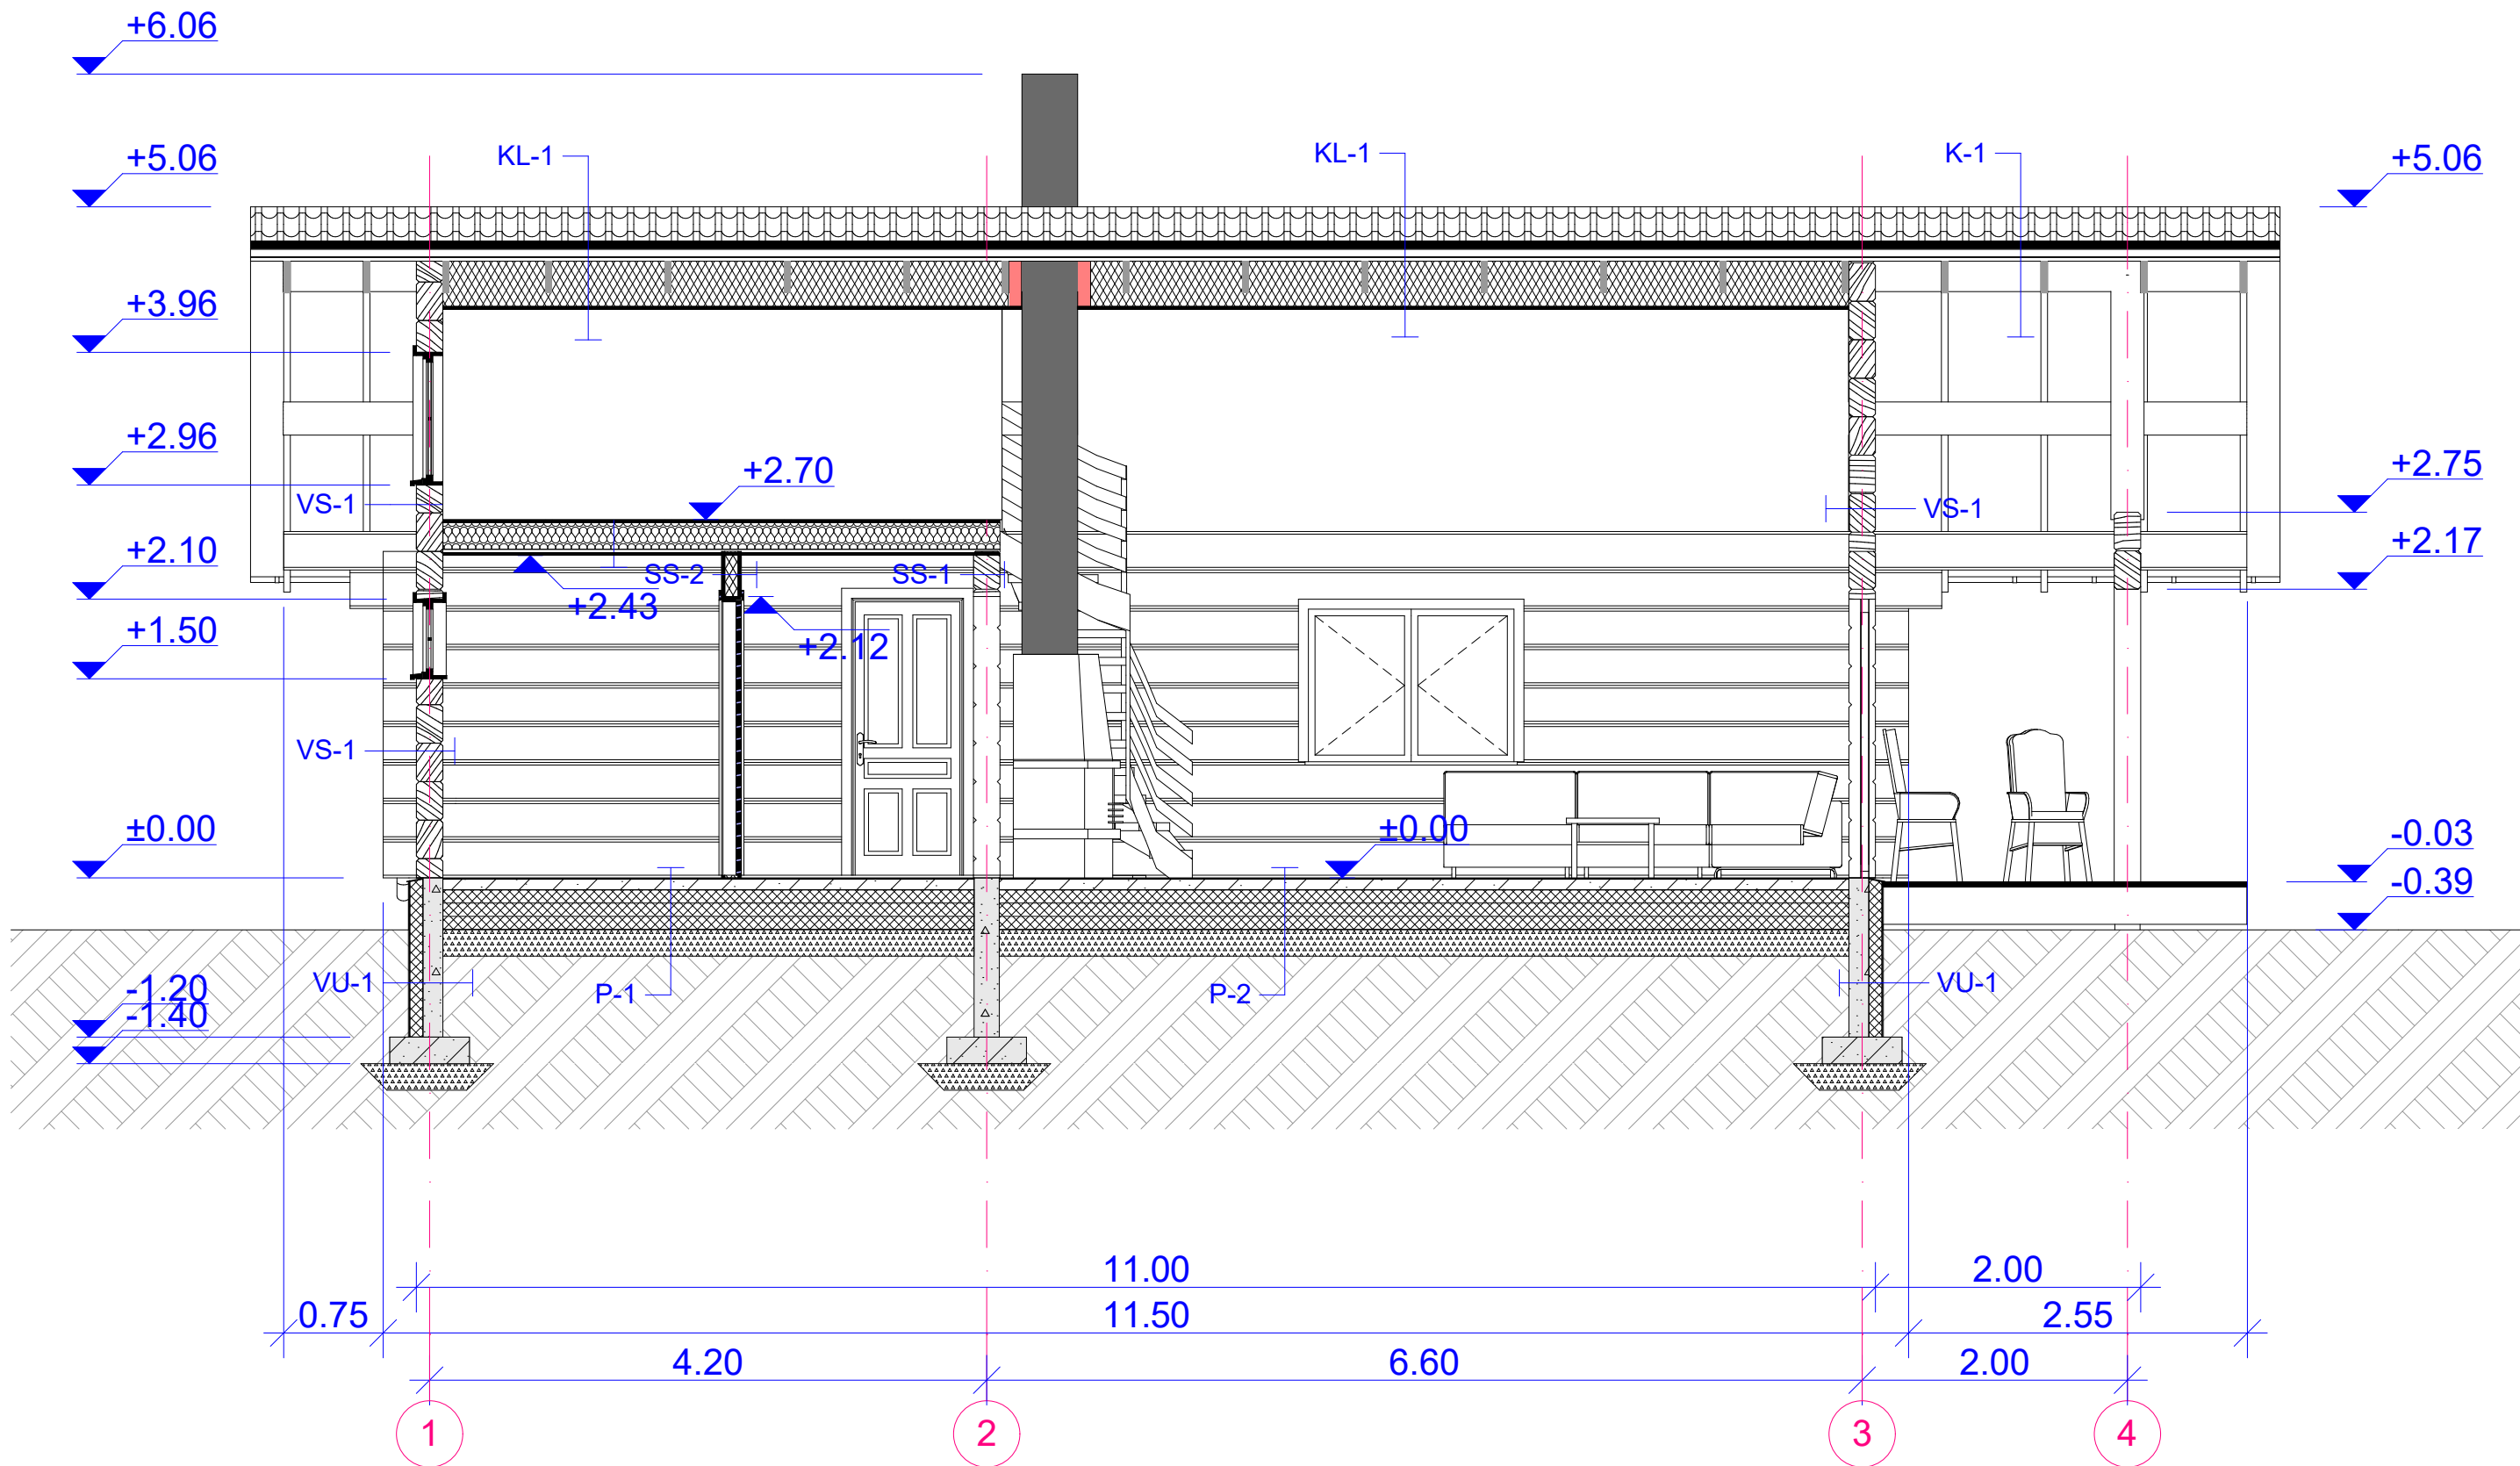 +6.06
+5.06
KL-1
KL-1
K-1
+5.06
+3.96
+2.96
+2.70
+2.75
VS-1
VS-1
+2.10
+2.17
SS-2
SS-1
+2.43
+1.50
+2.12
VS-1
±0.00
±0.00
-0.03
-0.39
VU-1
P-1
P-2
VU-1
-1.20
-1.40
11.00
2.00
0.75
11.50
2.55
4.20
6.60
2.00
1
2
3
4